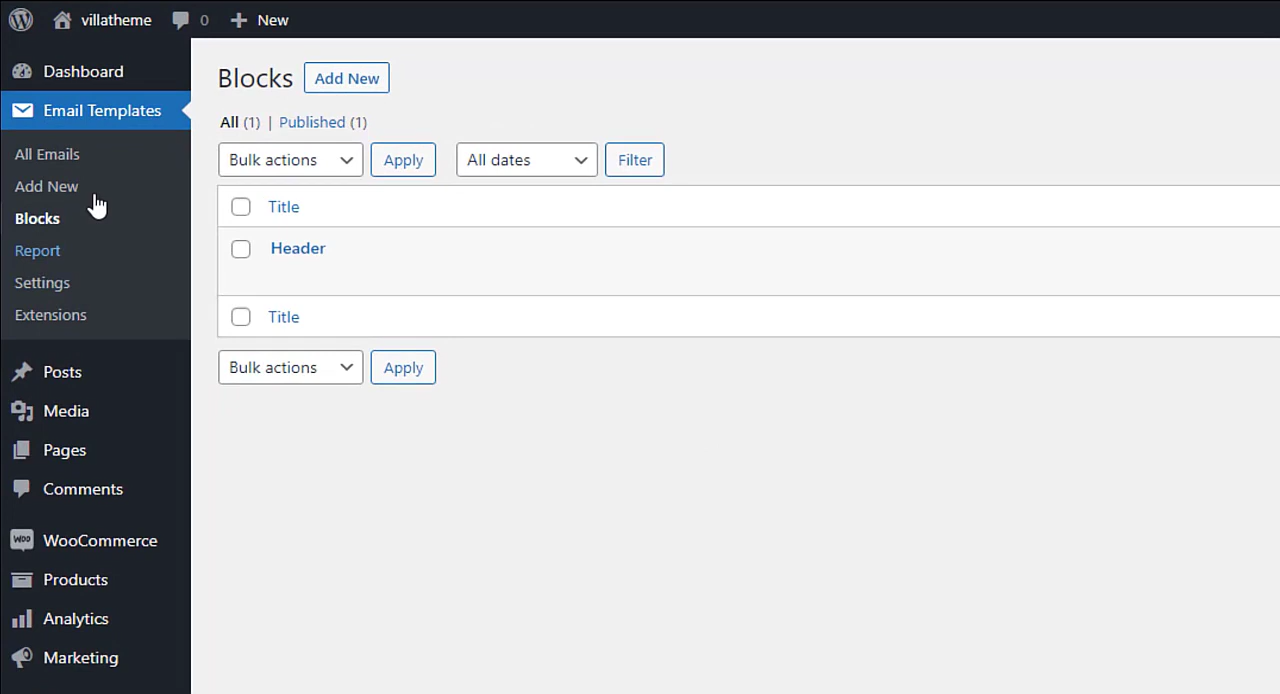 villatheme 0 New
Dashboard
Email Templates
All Emails
Add New
Blocks
Report
Settings
Extensions
Posts
Media
Pages
Comments
WOO WooCommerce
Products
Analytics
Marketing
Blocks Add New
All (1) | Published (1)
Bulk actions Apply All dates Filter
Title
Header
Title
Bulk actions Apply